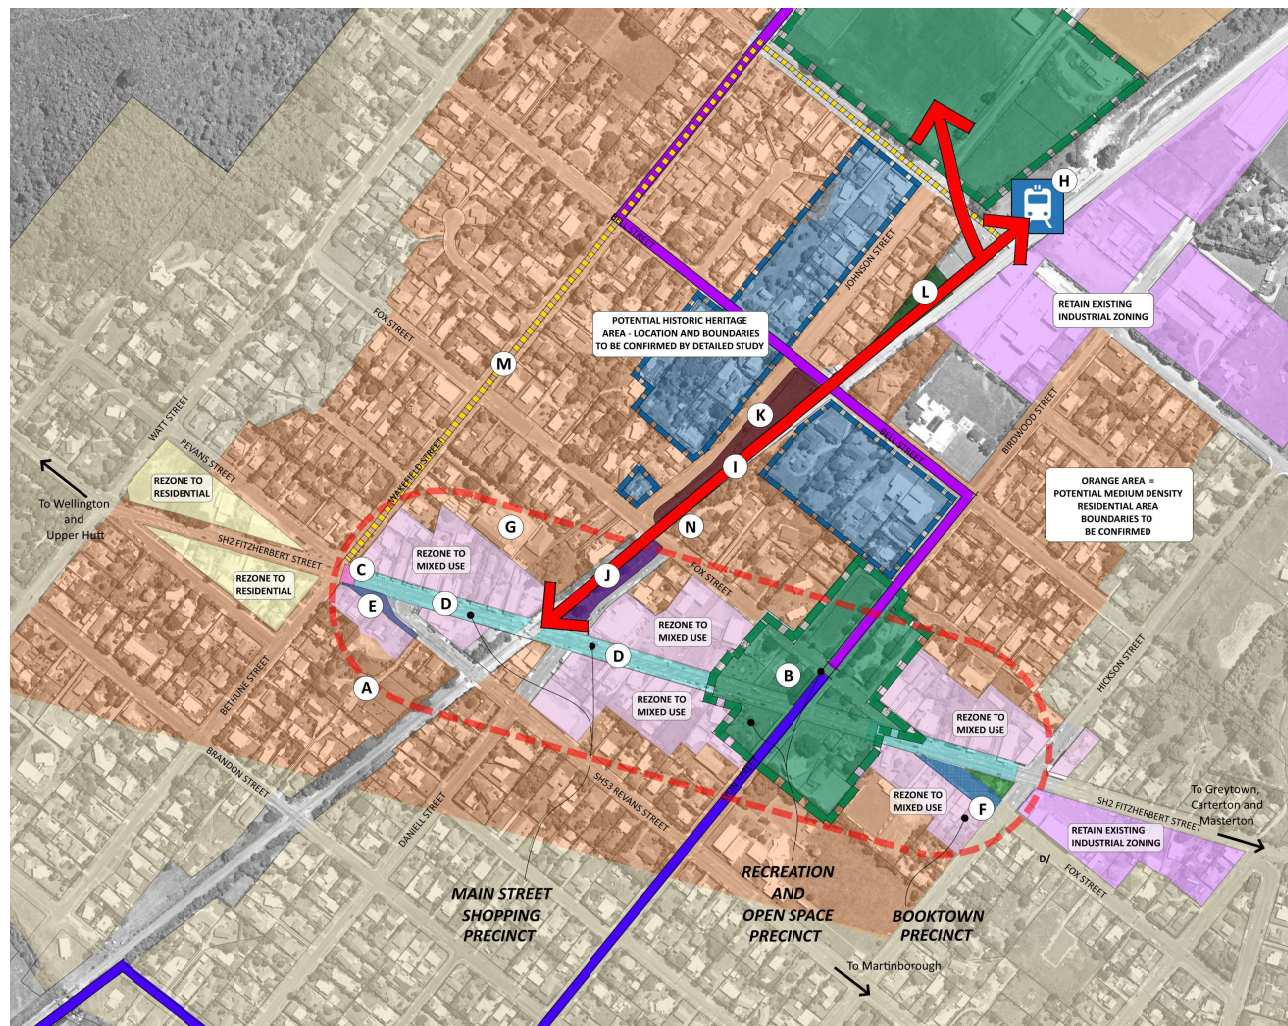 H
BELL STREET
JOHNSON STREET
L
RETAIN EXISTING
INDUSTRIAL ZONING
POTENTIAL HISTORIC HERITAGE
AREA - LOCATION AND BOUNDARIES
TO BE CONFIRMED BY DETAILED STUDY
FOX STREET
M
WATT STREET
K
BELL STREET
BIRDWOOD STREET
I
PEVANS STREET
REZONE TO
RESIDENTIAL
WAKEFIELD STREET
To Wellington
and
Upper Hutt
ORANGE AREA =
POTENTIAL MEDIUM DENSITY
RESIDENTIAL AREA
BOUNDARIES TO
BE CONFIRMED
G
N
SH2 FITZHERBERT STREET
REZONE TO
MIXED USE
C
J
FOX STREET
REZONE TO
RESIDENTIAL
E
D
REZONE TO
MIXED USE
D
B
A
HICKSON STREET
BETHUNE STREET
REZONE TO
MIXED USE
REZONE TO
MIXED USE
BRANDON STREET
SH53 REVANS STREET
REZONE TO
MIXED USE
F
SH2 FITZHERBERT STREET
To Greytown,
Carterton and
Masterton
DANIELL STREET
RETAIN EXISTING
INDUSTRIAL ZONING
D/
FOX STREET
MAIN STREET
SHOPPING
PRECINCT
RECREATION
AND
OPEN SPACE
PRECINCT
BOOKTOWN
PRECINCT
To Martinborough